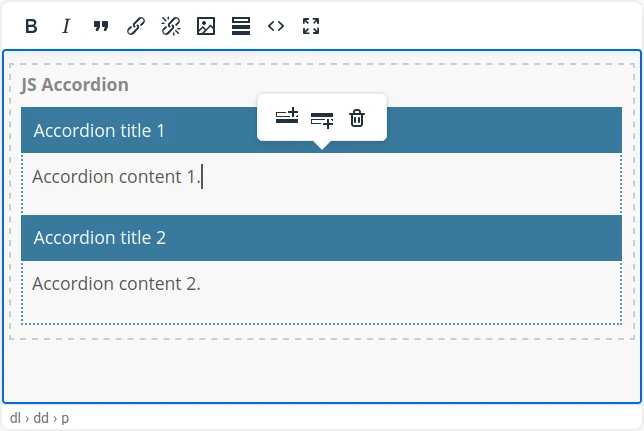 B I
JS Accordion
Accordion title 1
Accordion content 1.
Accordion title 2
Accordion content 2.
dl › dd › p